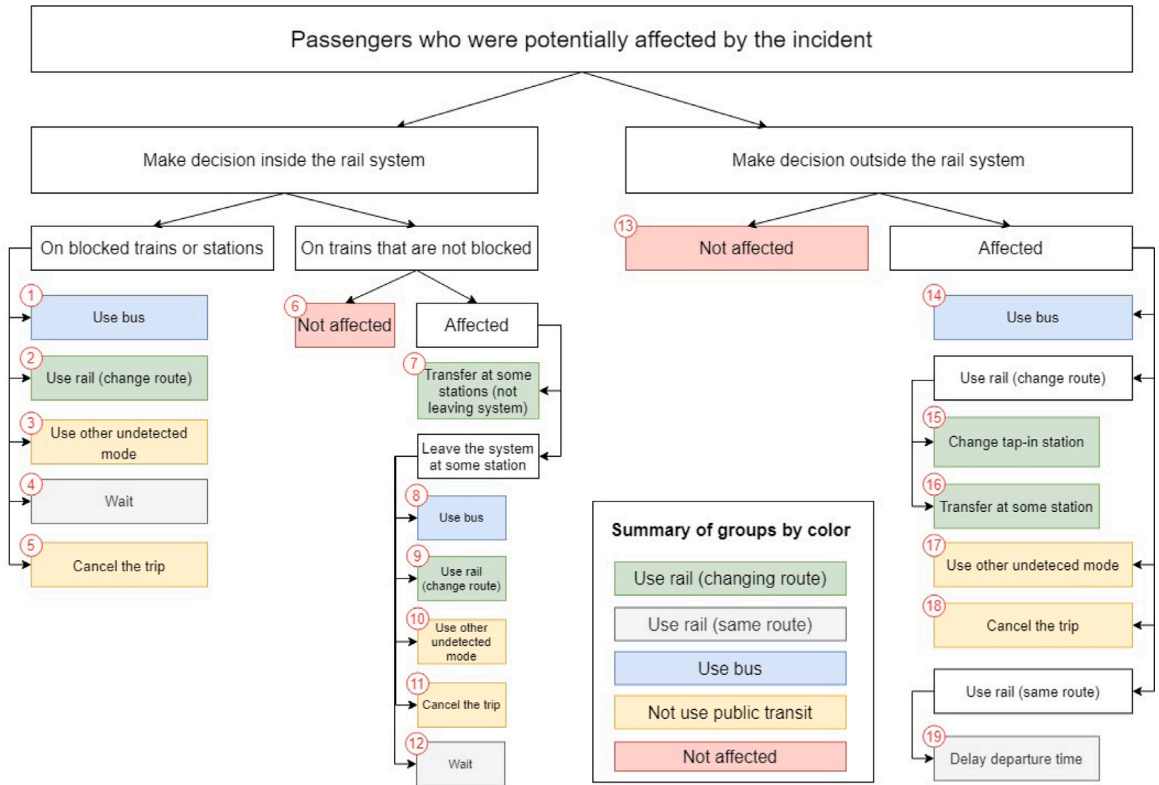 Passengers who were potentially affected by the incident
Make decision inside the rail system
Make decision outside the rail system
On blocked trains or stations
On trains that are not blocked
13
Not affected
Affected
1
Use bus
2
Use rail (change route)
3
Use other undetected
mode
4
Wait
5
Cancel the trip
6
Not affected
Affected
7
Transfer at some
stations (not
leaving system)
Leave the system
at some station
8
Use bus
9
Use rail
(change route)
10
Use other
undetected
mode
11
Cancel the trip
12
Wait
Summary of groups by color
Use rail (changing route)
Use rail (same route)
Use bus
Not use public transit
Not affected
14
Use bus
Use rail (change route)
15
Change tap-in station
16
Transfer at some station
17
Use other undeteced mode
18
Cancel the trip
Use rail (same route)
19
Delay departure time